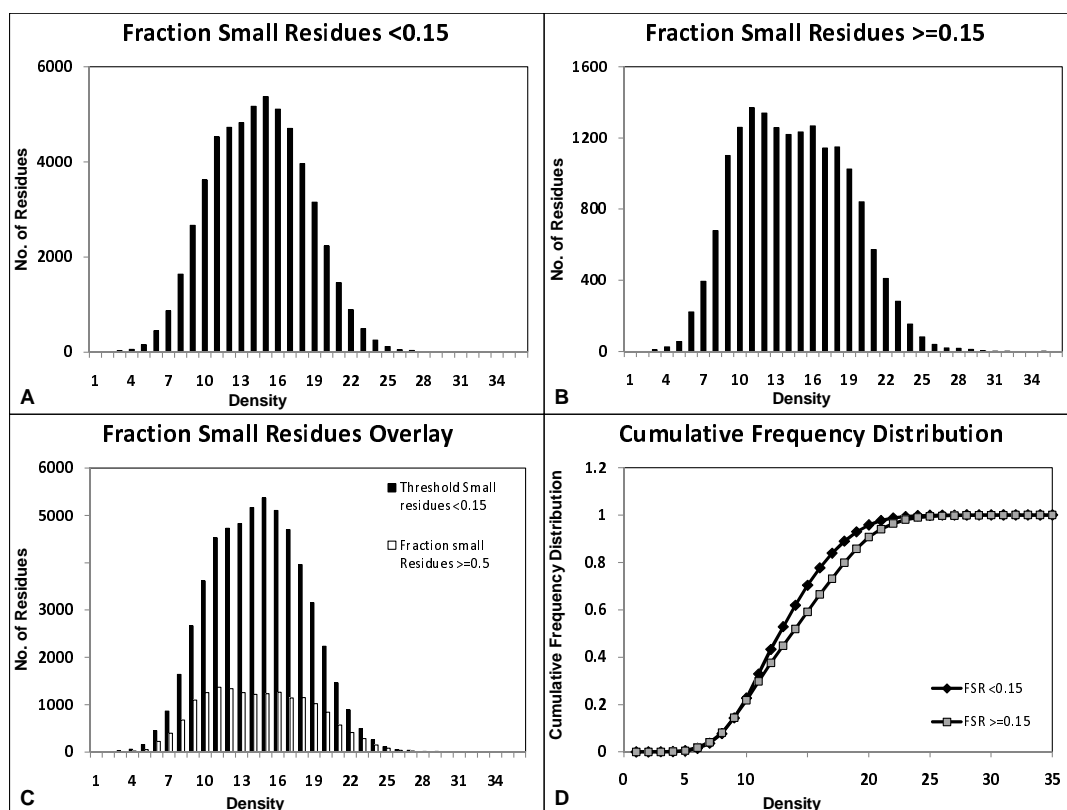 Fraction Small Residues <0.15
6000
4000
2000
0
No. of Residues
1 4 7 10 13 16 19 22 25 28 31 34
Density
A
Fraction Small Residues >=0.15
1600
1200
800
400
0
No. of Residues
1 4 7 10 13 16 19 22 25 28 31 34
Density
B
Fraction Small Residues Overlay
6000
5000
4000
3000
2000
1000
0
No. of Residues
Threshold Small
residues <0.15
Fraction small
Residues >=0.5
1 4 7 10 13 16 19 22 25 28 31 34
Density
C
Cumulative Frequency Distribution
1.2
1
0.8
0.6
0.4
0.2
0
Cumulative Frequency Distribution
FSR <0.15
FSR >=0.15
0 5 10 15 20 25 30 35
Density
D